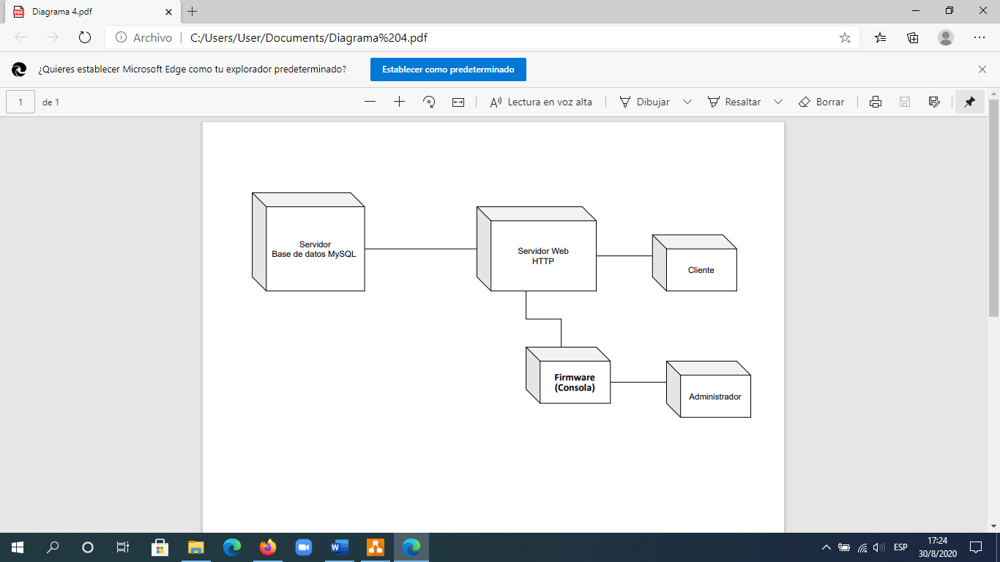 Diagrama 4.pdf
Archivo
C:/Users/User/Documents/Diagrama%204.pdf
¿Quieres establecer Microsoft Edge como tu explorador predeterminado?
Establecer como predeterminado
1
de 1
Lectura en voz alta
Dibujar
Resaltar
Borrar
Servidor
Base de datos MySQL
Servidor Web
HTTP
Cliente
Firmware
(Consola)
Administrador
ESP
17:24
30/8/2020